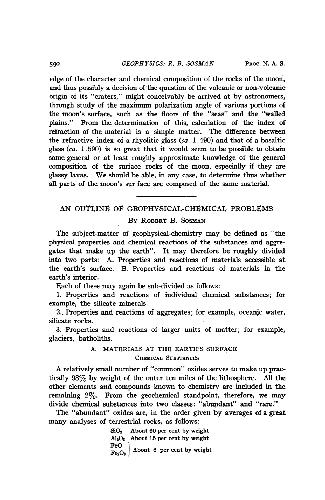 590 GEOPHYSICS: R. B. SOSMAN PROC. N. A. S.
edge of the character and chemical composition of the rocks of the moon,
and thus possibly a decision of the question of the volcanic or non-volcanic
origin of its "craters," might conceivably be arrived at by astronomers,
through study of the maximum polarization angle of various portions of
the moon's surface, such as the floors of the "seas" and the "walled
plains." From the determination of this, calculation of the index of
refraction of the material is a simple matter. The difference between
the refractive index of a rhyolitic glass (ca 1 490) and that of a basaltic
glass (ca. 1 590) is so great that it would seem to be possible to obtain
some general or at least roughly approximate knowledge of the general
composition of the surface rocks of the moon, especially if they are
glassy lavas. We should be able, in any case, to determine thus whether
all parts of the moon's surface are composed of the same material.
AN OUTLINE OF GEOPHYSICAL-CHEMICAL PROBLEMS
BY ROBERT B. SOSMAN
The subject-matter of geophysical-chemistry may be defined as "the
physical properties and chemical reactions of the substances and aggre-
gates that make up the earth". It may therefore be roughly divided
into two parts: A. Properties and reactions of materials accessible at
the earth's surface. B. Properties and reactions of materials in the
earth's interior.
Each of these may again be sub-divided as follows:
1. Properties and reactions of individual chemical substances; for
example, the silicate minerals
2. Properties and reactions of aggregates; for example, oceanic water,
silicate rocks.
3. Properties and reactions of larger units of matter; for example,
glaciers, batholiths.
A. MATERIALS AT THE EARTH'S SURFACE
CHEMICAL SUBSTANCES
A relatively small number of "common" oxides serves to make up prac-
tically 98% by weight of the outer ten miles of the lithosphere. All the
other elements and compounds known to chemistry are included in the
remaining 2%. From the geochemical standpoint, therefore, we may
divide chemical substances into two classes: "abundant" and "rare."
The "abundant" oxides are, in the order given by averages of a great
many analyses of terrestrial rocks, as follows:
SiO2 About 60 per cent by weight
Al2O3 About 15 per cent by weight
FeO
Fe2O3 } About 6 per cent by weight